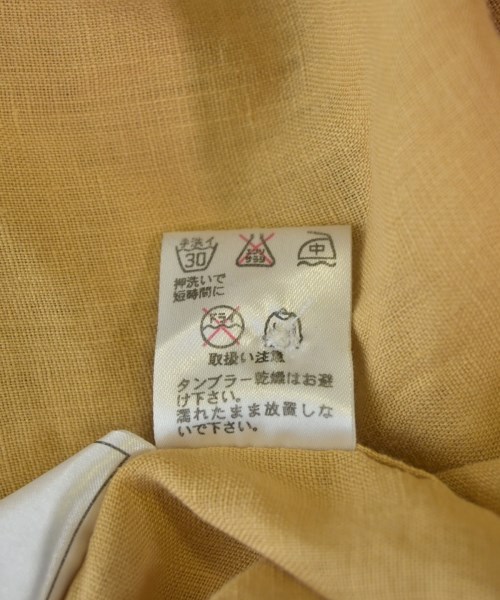 手洗イ
30
エンソ
サラシ
中
押洗いで
短時間に
ドライ
取扱い注意
タンブラー乾燥はお避
け下さい。
濡れたまま放置しな
いで下さい。